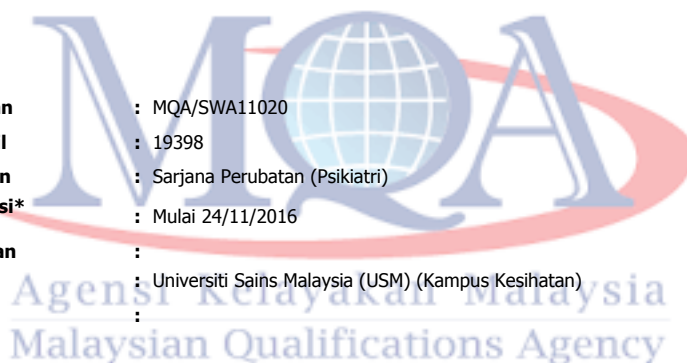 MQA
an : MQA/SWA11020
l : 19398
n : Sarjana Perubatan (Psikiatri)
si* : Mulai 24/11/2016
an :
: Universiti Sains Malaysia (USM) (Kampus Kesihatan)
:
Agensi Kelayakan Malaysia
Malaysian Qualifications Agency